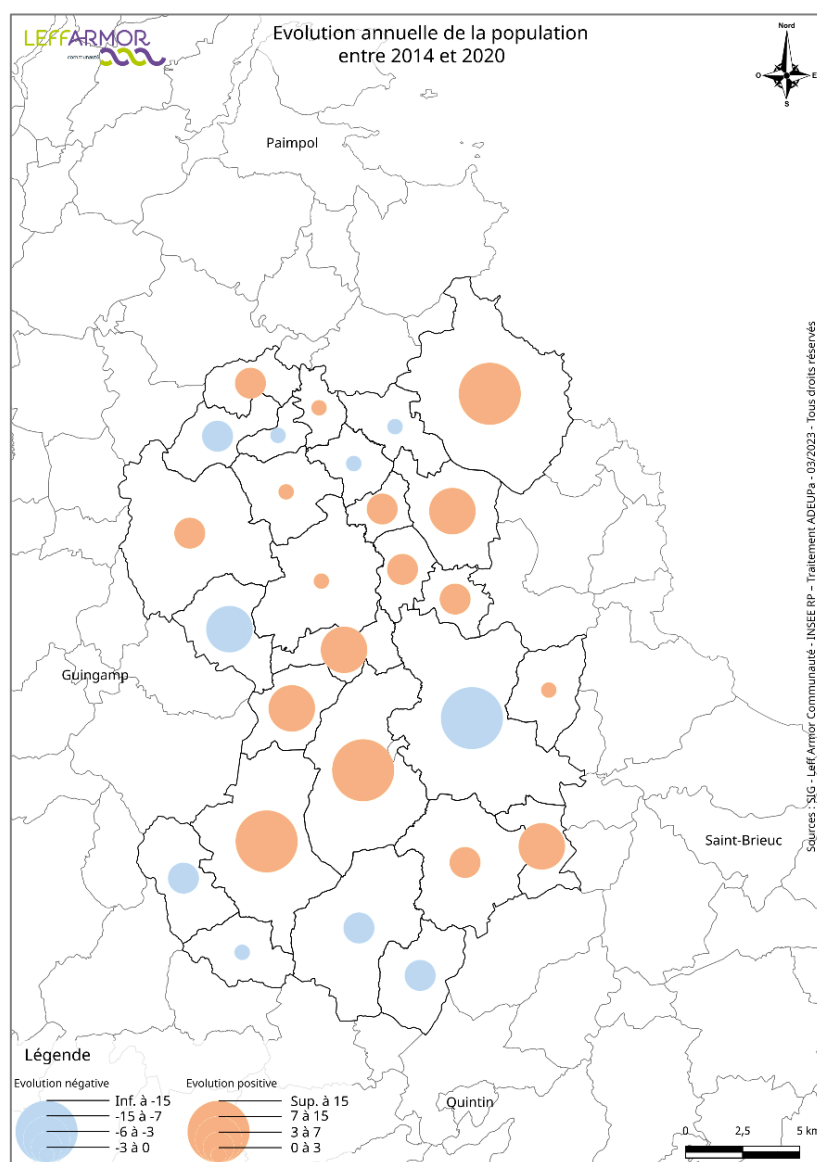 LEFFARMOR
communauté
Evolution annuelle de la population
entre 2014 et 2020
Nord
O
E
S
Paimpol
Guingamp
Saint-Brieuc
Quintin
Sources : SIG - Leff Armor Communauté - INSEE RP – Traitement ADEUPa - 03/2023 - Tous droits réservés
Légende
Evolution négative
Inf. à -15
-15 à -7
-6 à -3
-3 à 0
Evolution positive
Sup. à 15
7 à 15
3 à 7
0 à 3
0
2,5
5 km